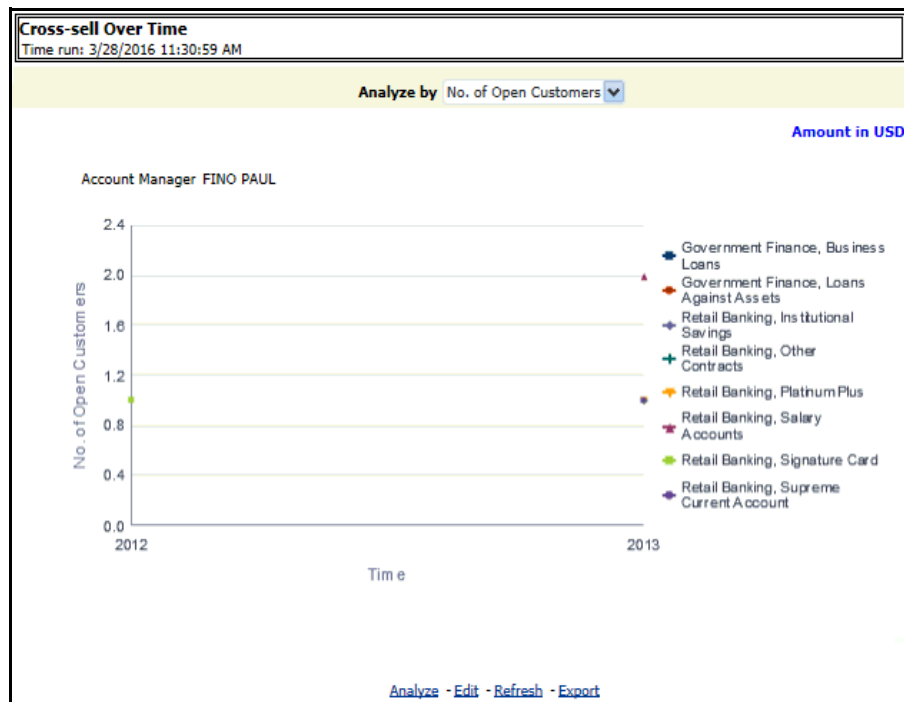 Cross-sell Over Time
Time run: 3/28/2016 11:30:59 AM
Analyze by No. of Open Customers
Amount in USD
Account Manager FINO PAUL
2.4
2.0
1.6
1.2
0.8
0.4
0.0
No. of Open Customers
2012
2013
Time
Government Finance, Business
Loans
Government Finance, Loans
Against Assets
Retail Banking, Institutional
Savings
Retail Banking, Other
Contracts
Retail Banking, Platinum Plus
Retail Banking, Salary
Accounts
Retail Banking, Signature Card
Retail Banking, Supreme
Current Account
Analyze - Edit - Refresh - Export